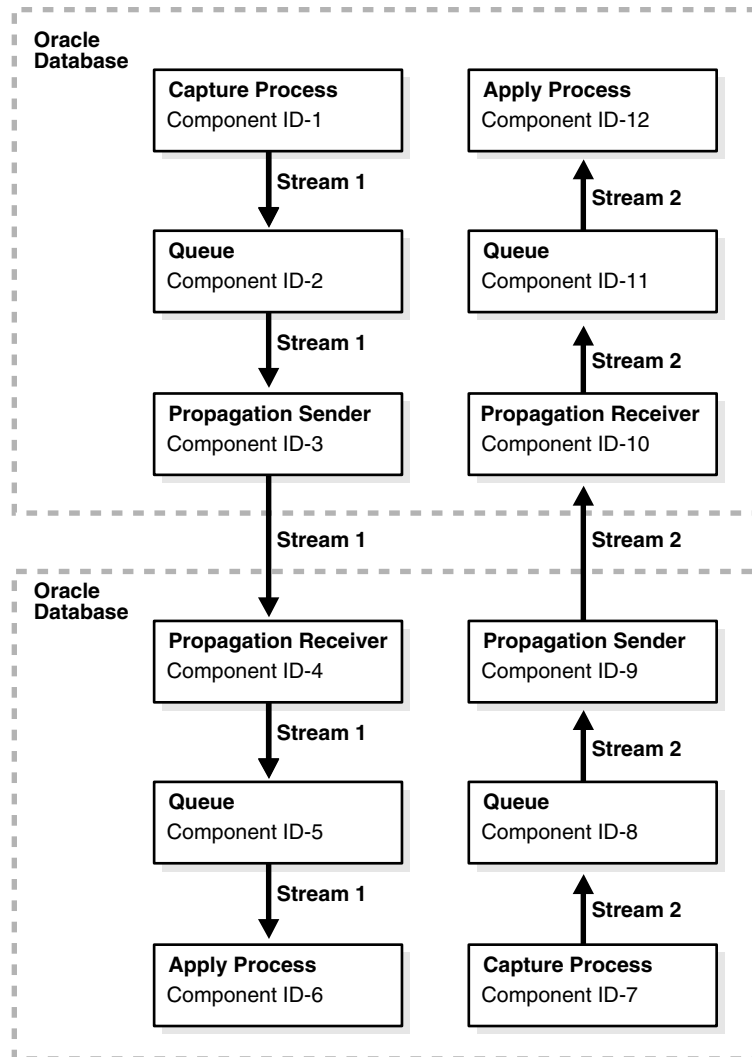 Oracle
Database
Capture Process
Component ID-1
Apply Process
Component ID-12
Stream 1
Stream 2
Queue
Component ID-2
Queue
Component ID-11
Stream 1
Stream 2
Propagation Sender
Component ID-3
Propagation Receiver
Component ID-10
Stream 1
Stream 2
Oracle
Database
Propagation Receiver
Component ID-4
Propagation Sender
Component ID-9
Stream 1
Stream 2
Queue
Component ID-5
Queue
Component ID-8
Stream 1
Stream 2
Apply Process
Component ID-6
Capture Process
Component ID-7